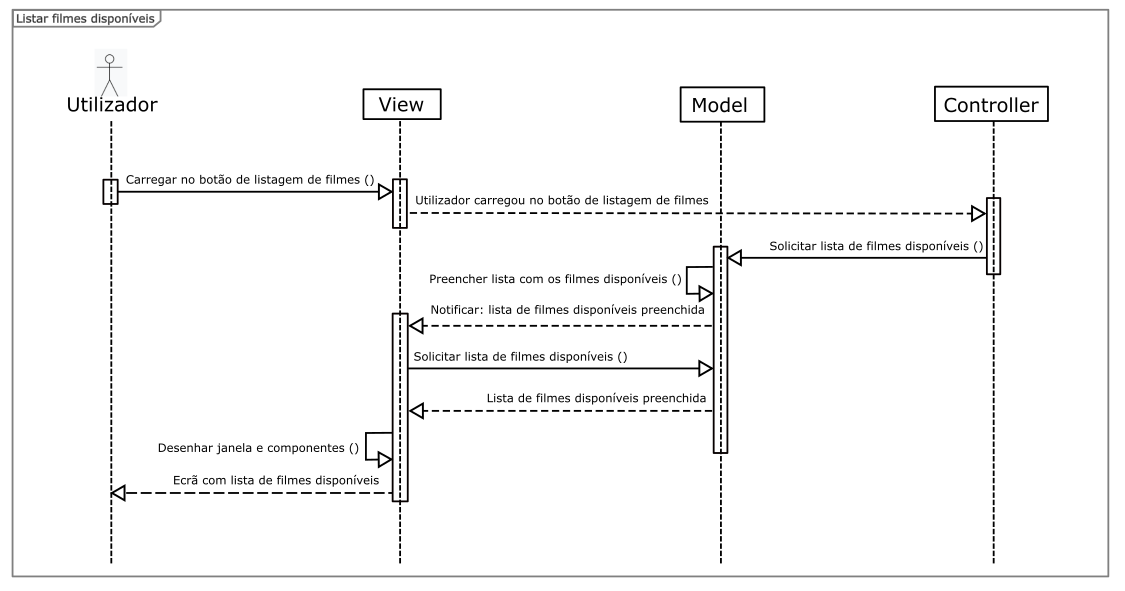 Listar filmes disponíveis
Utilizador
View
Model
Controller
Carregar no botão de listagem de filmes ()
Utilizador carregou no botão de listagem de filmes
Solicitar lista de filmes disponíveis ()
Preencher lista com os filmes disponíveis ()
Notificar: lista de filmes disponíveis preenchida
Solicitar lista de filmes disponíveis ()
Lista de filmes disponíveis preenchida
Desenhar janela e componentes ()
Ecrã com lista de filmes disponíveis